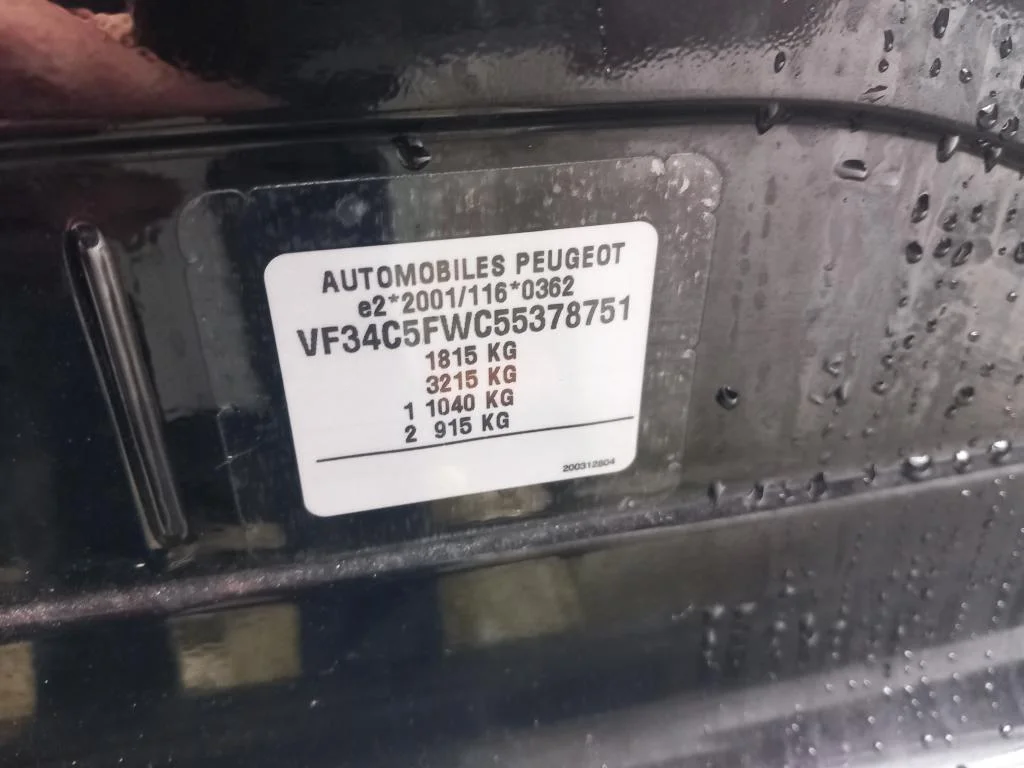 AUTOMOBILES PEUGEOT
e2*2001/116*0362
VF34C5FWC55378751
1815 KG
3215 KG
1 1040 KG
2 915 KG
200312804